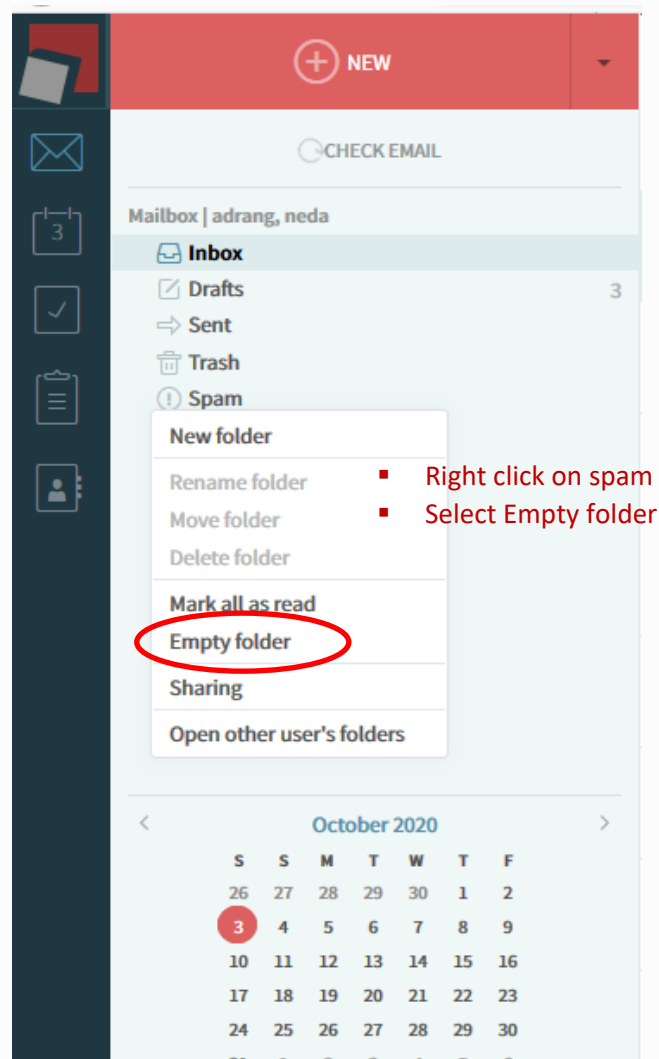 NEW
CHECK EMAIL
3
Mailbox | adrang, neda
Inbox
Drafts 3
Sent
Trash
Spam
New folder
Rename folder
Move folder
Delete folder
▪ Right click on spam
▪ Select Empty folder
Mark all as read
Empty folder
Sharing
Open other user's folders
< October 2020 >
S S M T W T F
26 27 28 29 30 1 2
3 4 5 6 7 8 9
10 11 12 13 14 15 16
17 18 19 20 21 22 23
24 25 26 27 28 29 30